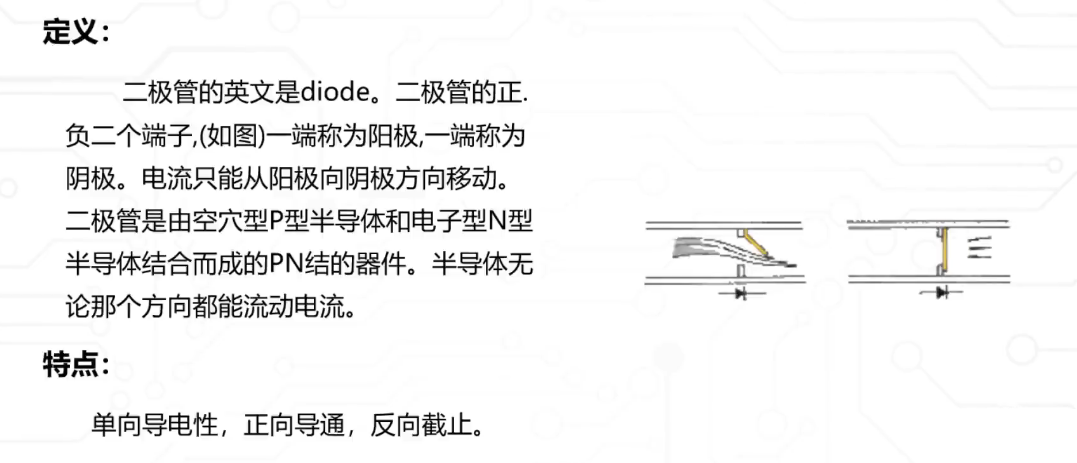 定义：
二极管的英文是diode。二极管的正.
负二个端子,(如图)一端称为阳极,一端称为
阴极。电流只能从阳极向阴极方向移动。
二极管是由空穴型P型半导体和电子型N型
半导体结合而成的PN结的器件。半导体无
论那个方向都能流动电流。
特点：
单向导电性，正向导通，反向截止。